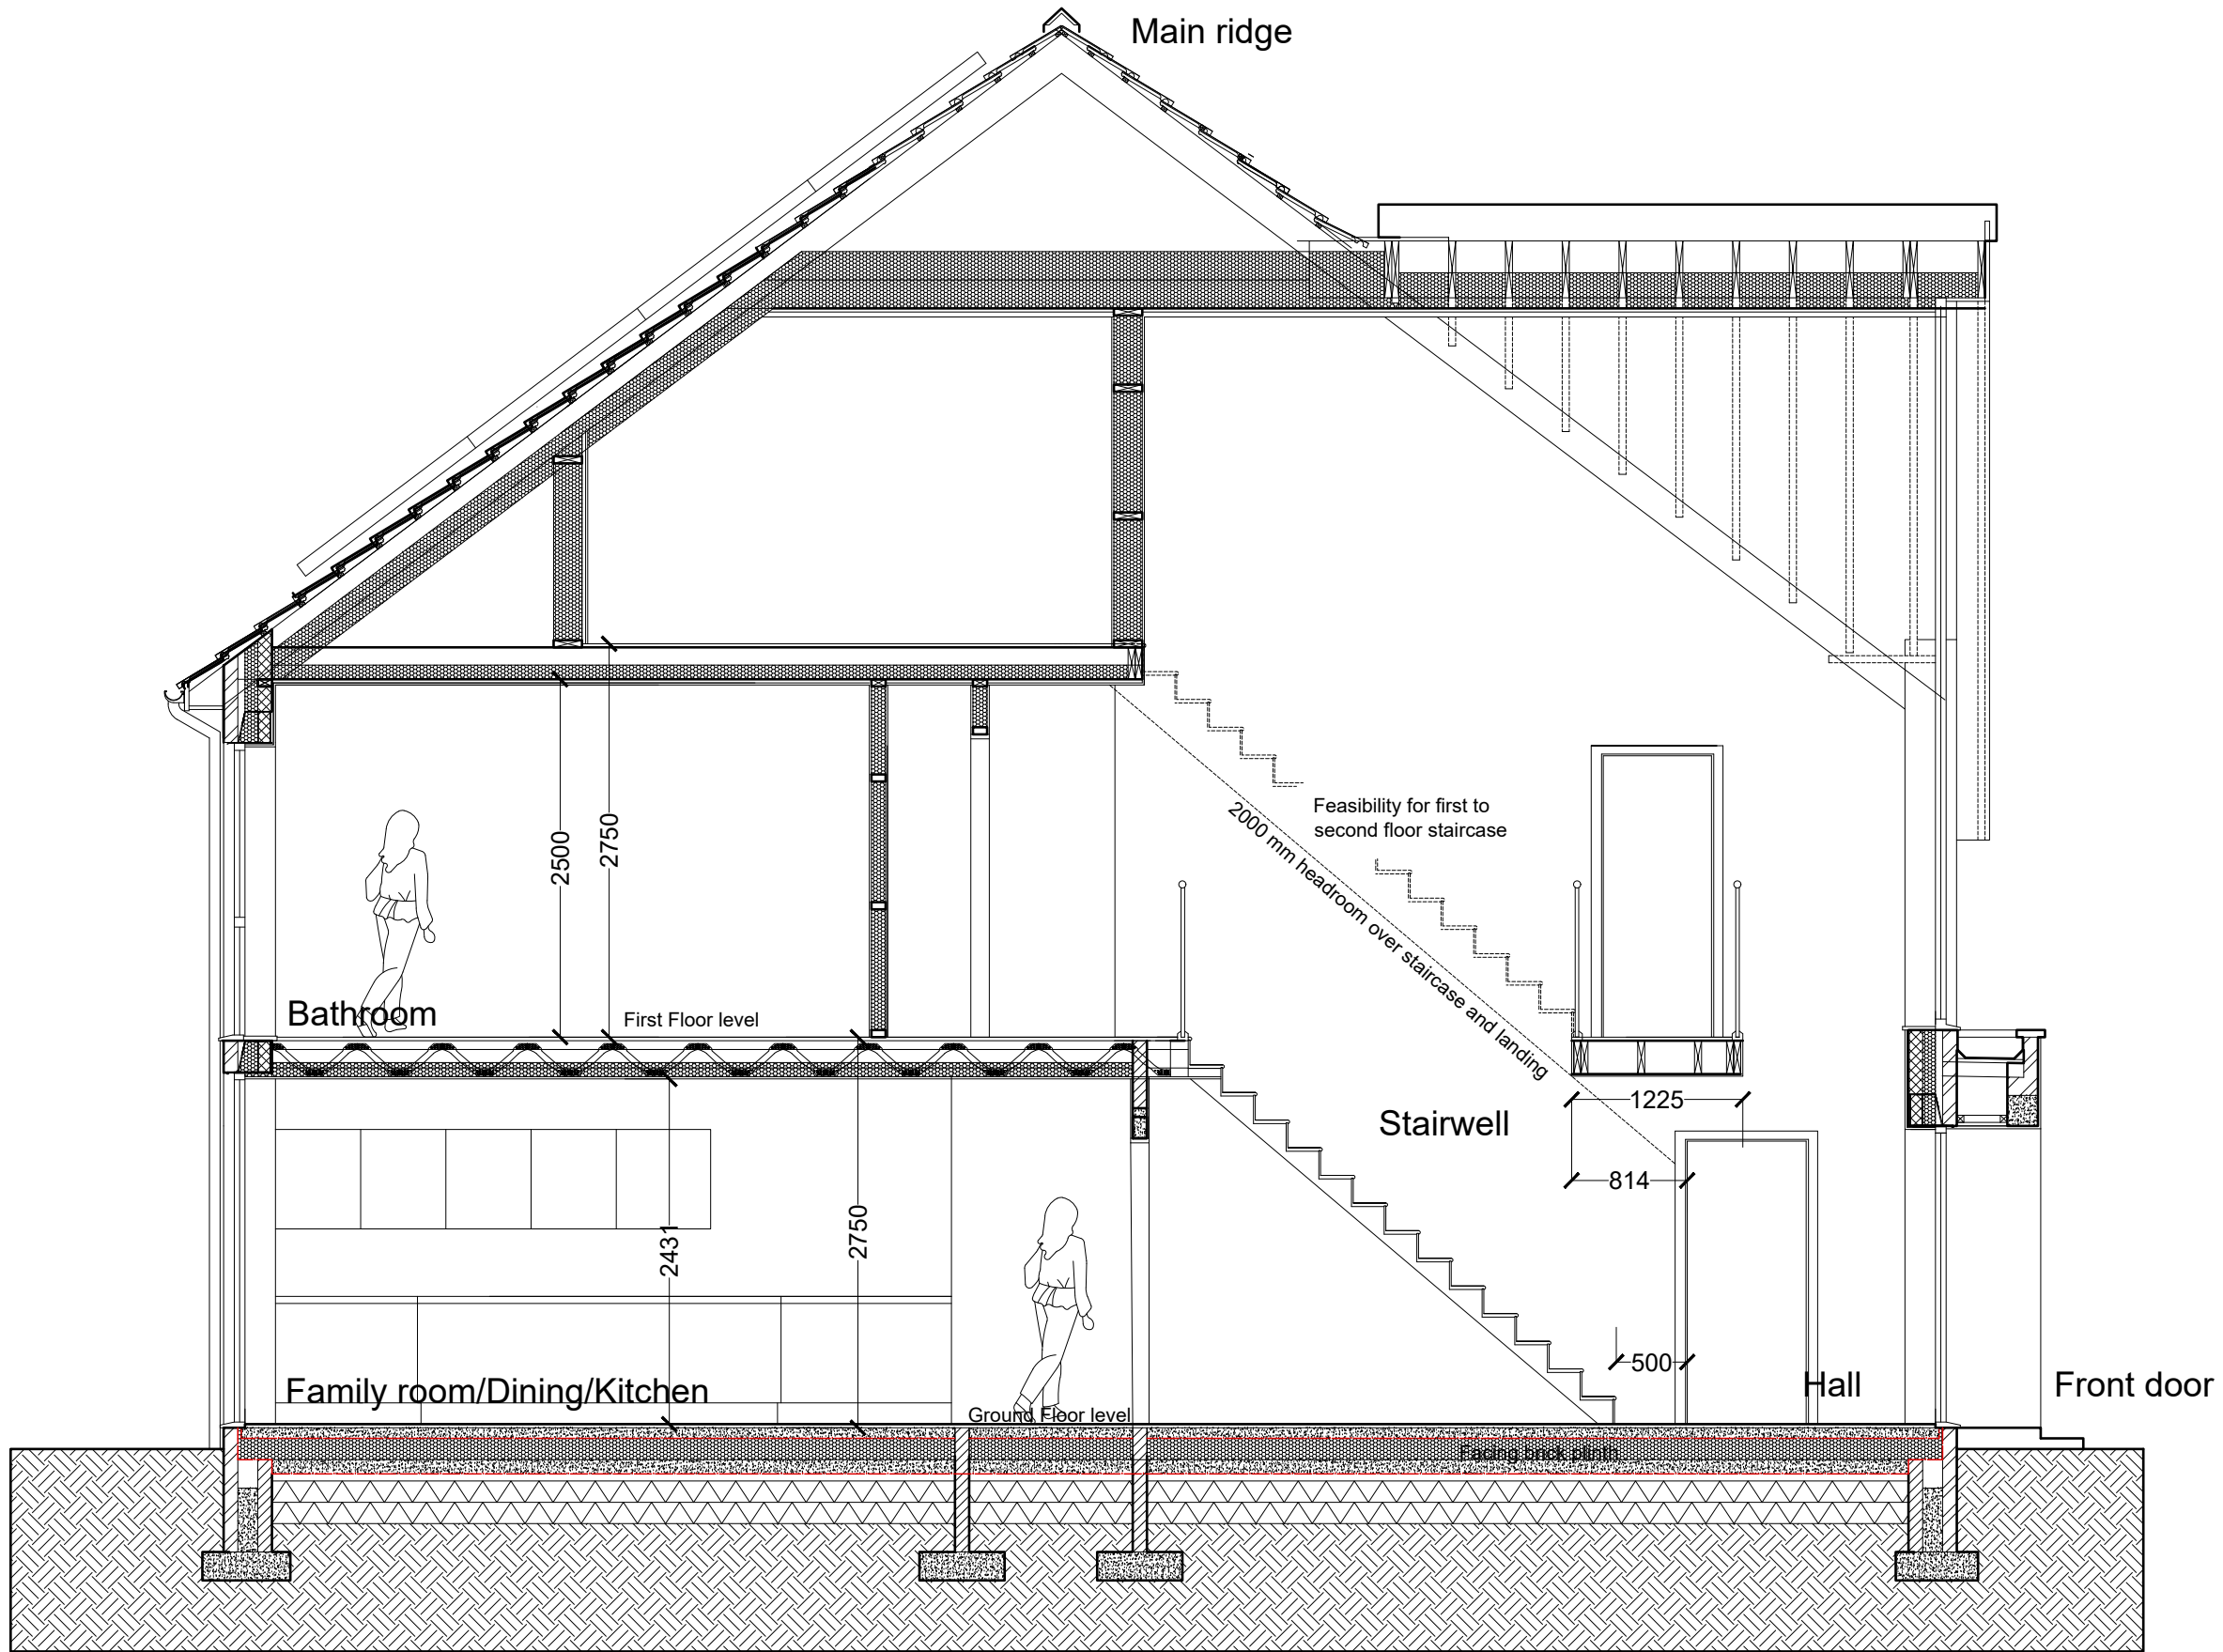 Main ridge
Feasibility for first to
second floor staircase
2000 mm headroom over staircase and landing
2500
2750
Bathroom
First Floor level
1225
Stairwell
814
2431
2750
500
Family room/Dining/Kitchen
Hall
Front door
Ground Floor level
Facing brick plinth